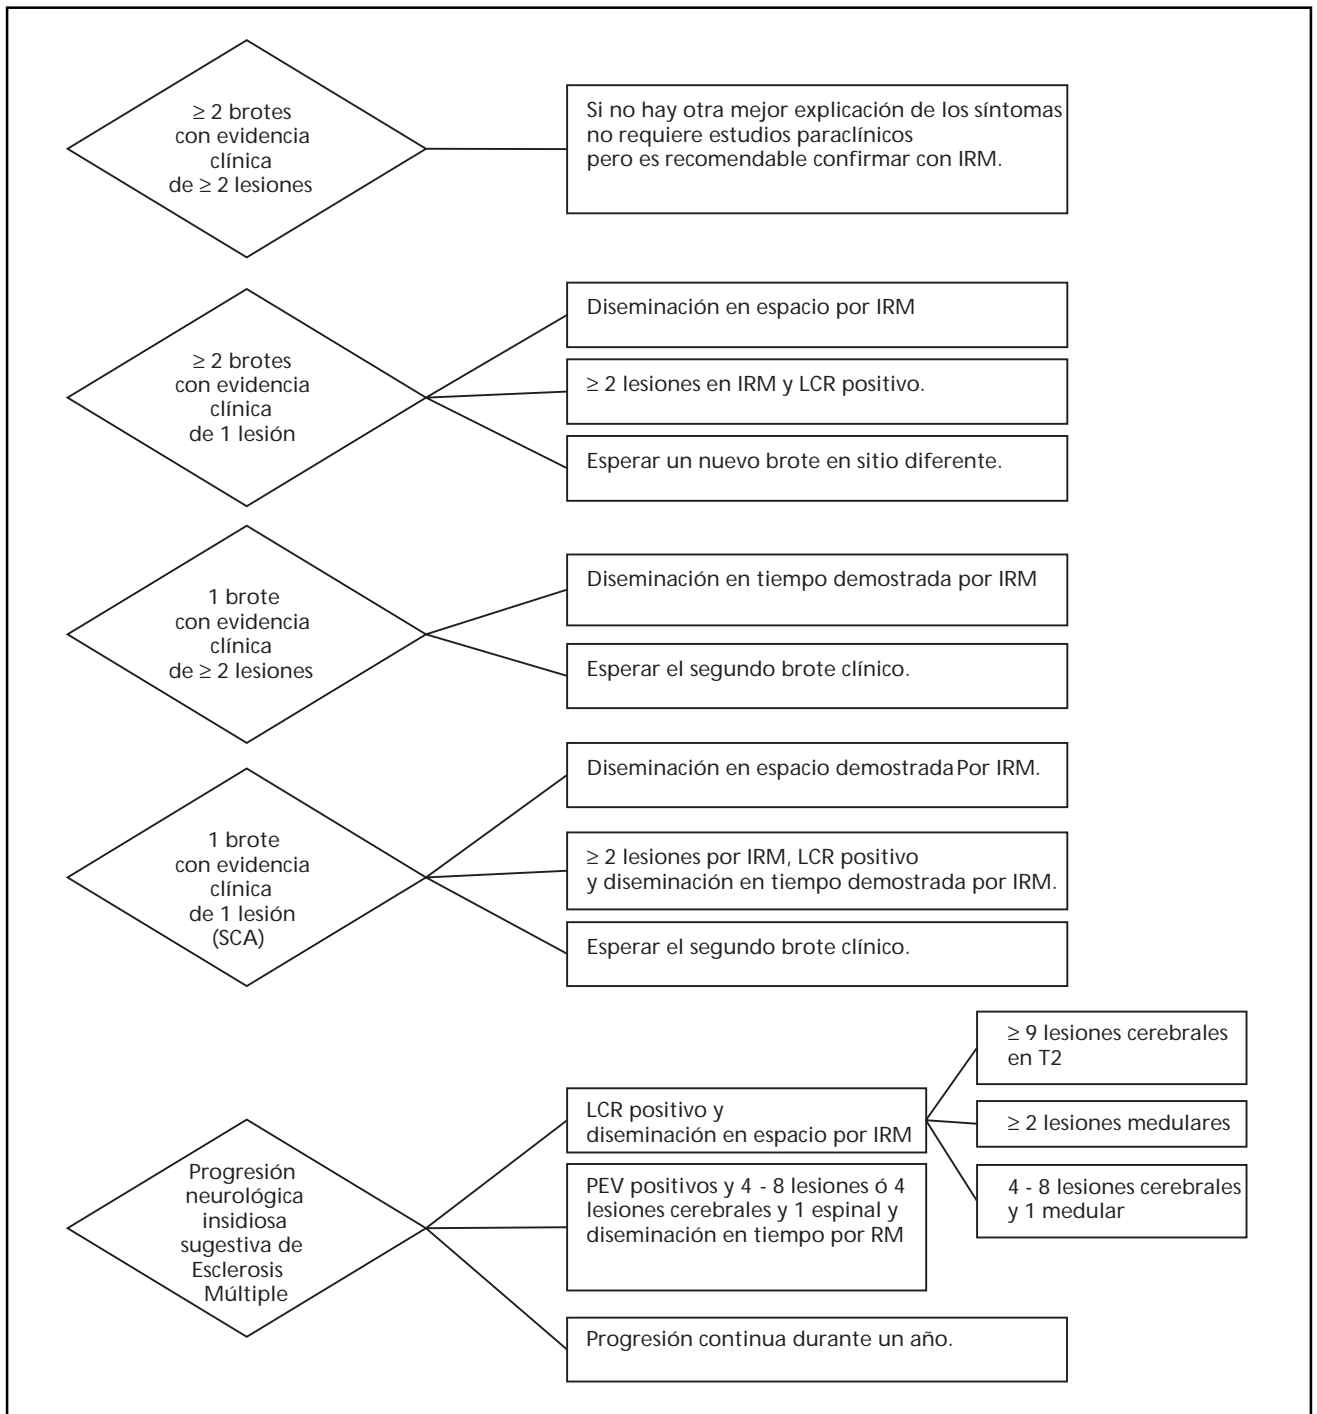 ≥ 2 brotes
con evidencia
clínica
de ≥ 2 lesiones
Si no hay otra mejor explicación de los síntomas
no requiere estudios paraclínicos
pero es recomendable confirmar con IRM.
≥ 2 brotes
con evidencia
clínica
de 1 lesión
Diseminación en espacio por IRM
≥ 2 lesiones en IRM y LCR positivo.
Esperar un nuevo brote en sitio diferente.
1 brote
con evidencia
clínica
de ≥ 2 lesiones
Diseminación en tiempo demostrada por IRM
Esperar el segundo brote clínico.
1 brote
con evidencia
clínica
de 1 lesión
(SCA)
Diseminación en espacio demostrada Por IRM.
≥ 2 lesiones por IRM, LCR positivo
y diseminación en tiempo demostrada por IRM.
Esperar el segundo brote clínico.
Progresión
neurológica
insidiosa
sugestiva de
Esclerosis
Múltiple
LCR positivo y
diseminación en espacio por IRM
≥ 9 lesiones cerebrales
en T2
≥ 2 lesiones medulares
4 - 8 lesiones cerebrales
y 1 medular
PEV positivos y 4 - 8 lesiones ó 4
lesiones cerebrales y 1 espinal y
diseminación en tiempo por RM
Progresión continua durante un año.